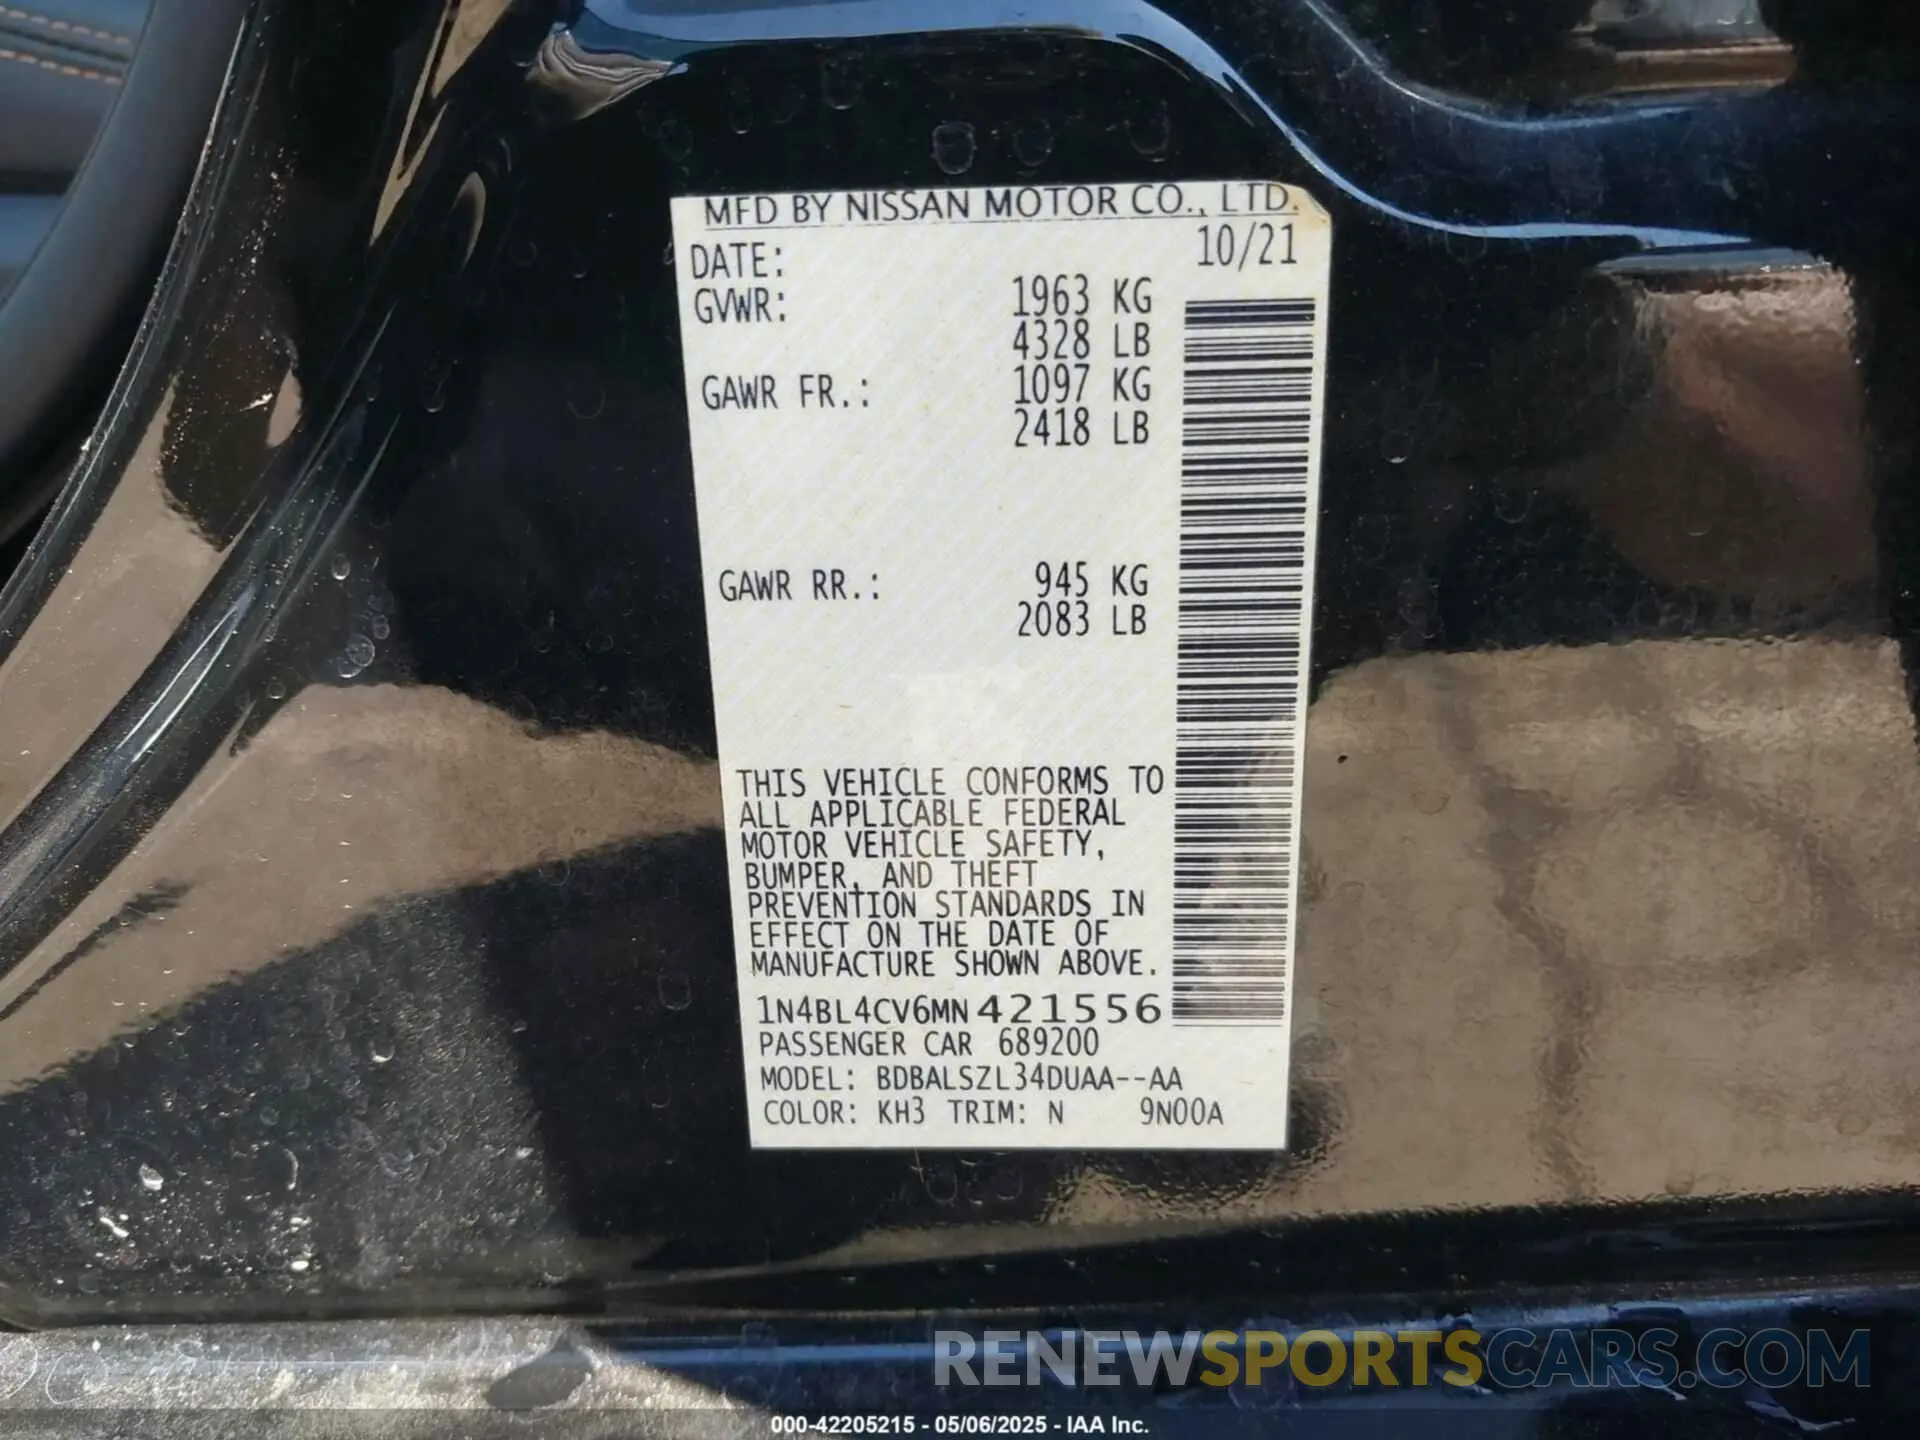 MFD BY NISSAN MOTOR CO., LTD.
DATE: 10/21
GVWR: 1963 KG
4328 LB
GAWR FR.: 1097 KG
2418 LB
GAWR RR.: 945 KG
2083 LB
THIS VEHICLE CONFORMS TO
ALL APPLICABLE FEDERAL
MOTOR VEHICLE SAFETY,
BUMPER, AND THEFT
PREVENTION STANDARDS IN
EFFECT ON THE DATE OF
MANUFACTURE SHOWN ABOVE.
1N4BL4CV6MN421556
PASSENGER CAR 689200
MODEL: BDBALSZL34DUAA--AA
COLOR: KH3 TRIM: N 9N00A
RENEWSPORTSCARS.COM
000-42205215 - 05/06/2025 - IAA Inc.